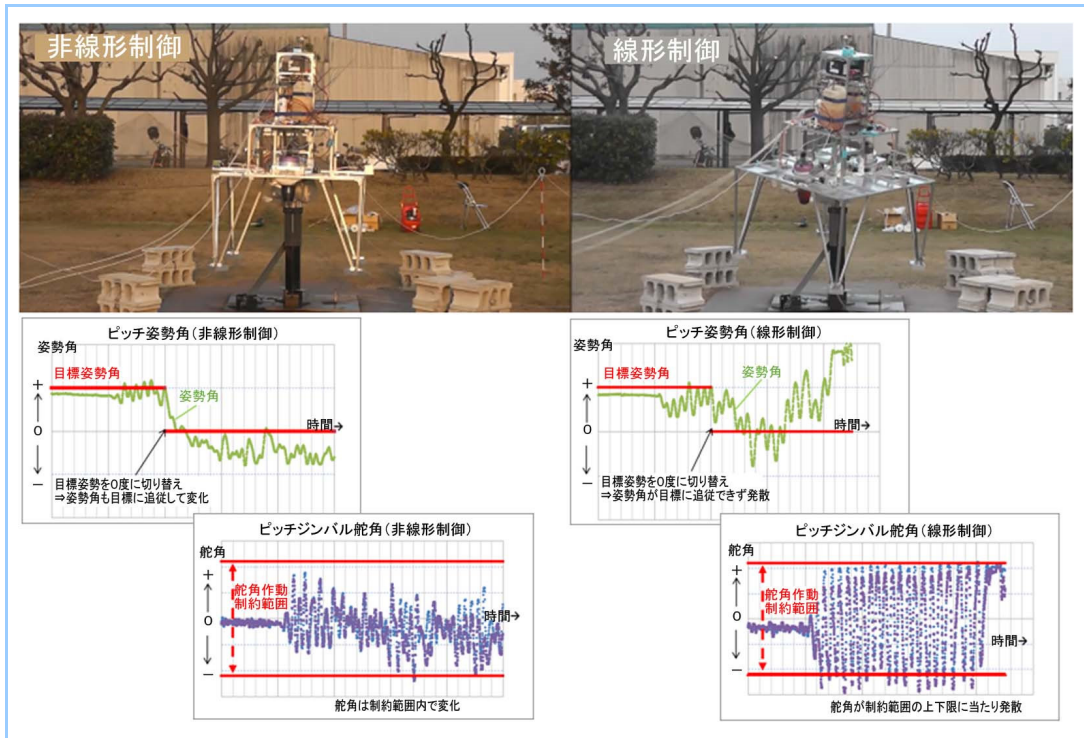 非線形制御
線形制御
ピッチ姿勢角(非線形制御)
姿勢角
目標姿勢角
+
姿勢角
0
時間→
−
目標姿勢を0度に切り替え
⇒姿勢角も目標に追従して変化
ピッチ姿勢角(線形制御)
姿勢角
目標姿勢角
+
姿勢角
0
時間→
−
目標姿勢を0度に切り替え
⇒姿勢角が目標に追従できず発散
ピッチジンバル舵角(非線形制御)
舵角
+
舵角作動
制約範囲
0
時間→
−
舵角は制約範囲内で変化
ピッチジンバル舵角(線形制御)
舵角
+
舵角作動
制約範囲
0
時間→
−
舵角が制約範囲の上下限に当たり発散